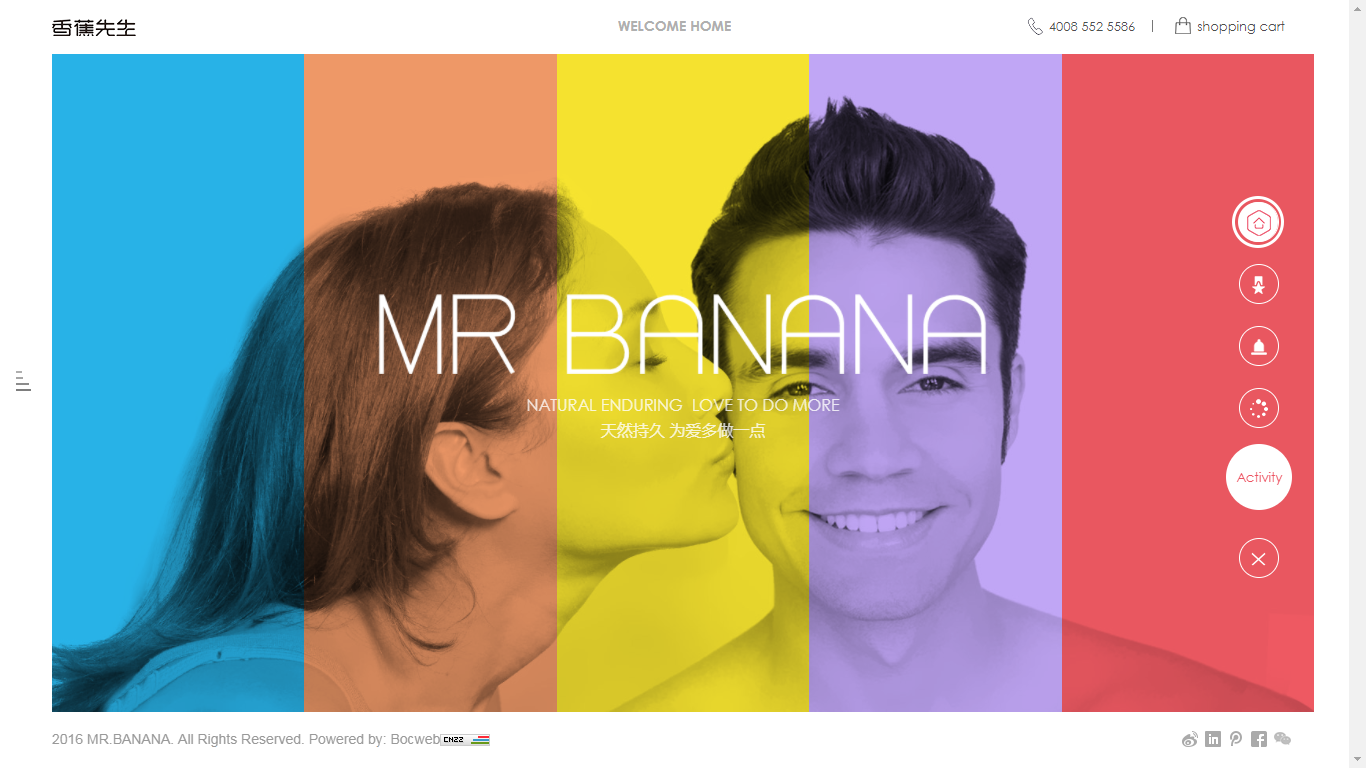 香蕉先生
WELCOME HOME
4008 552 5586
shopping cart
MR BANANA
NATURAL ENDURING LOVE TO DO MORE
天然持久 为爱多做一点
Activity
2016 MR.BANANA. All Rights Reserved. Powered by: Bocweb
CNZZ